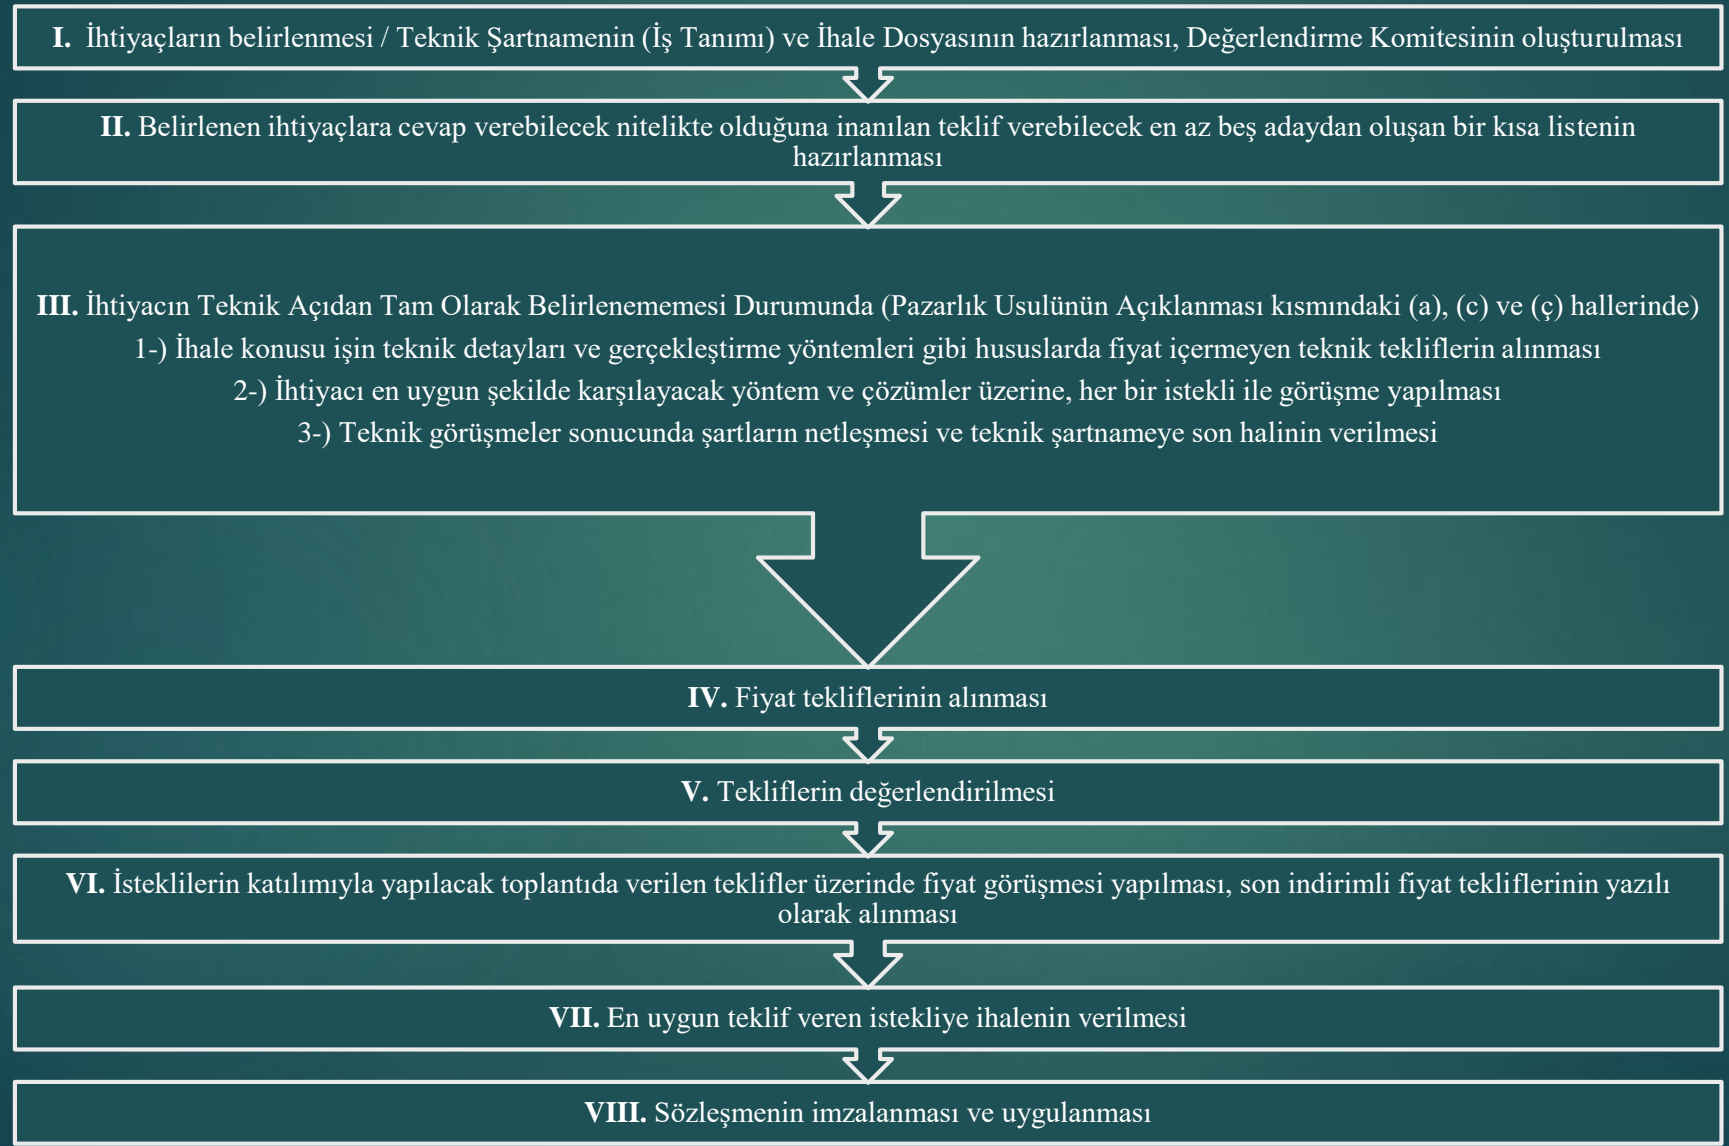 I. İhtiyaçların belirlenmesi / Teknik Şartnamenin (İş Tanımı) ve İhale Dosyasının hazırlanması, Değerlendirme Komitesinin oluşturulması
II. Belirlenen ihtiyaçlara cevap verebilecek nitelikte olduğuna inanılan teklif verebilecek en az beş adaydan oluşan bir kısa listenin
hazırlanması
III. İhtiyacın Teknik Açıdan Tam Olarak Belirlenememesi Durumunda (Pazarlık Usulünün Açıklanması kısmındaki (a), (c) ve (ç) hallerinde)
1-) İhale konusu işin teknik detayları ve gerçekleştirme yöntemleri gibi hususlarda fiyat içermeyen teknik tekliflerin alınması
2-) İhtiyacı en uygun şekilde karşılayacak yöntem ve çözümler üzerine, her bir istekli ile görüşme yapılması
3-) Teknik görüşmeler sonucunda şartların netleşmesi ve teknik şartnameye son halinin verilmesi
IV. Fiyat tekliflerinin alınması
V. Tekliflerin değerlendirilmesi
VI. İsteklilerin katılımıyla yapılacak toplantıda verilen teklifler üzerinde fiyat görüşmesi yapılması, son indirimli fiyat tekliflerinin yazılı
olarak alınması
VII. En uygun teklif veren istekliye ihalenin verilmesi
VIII. Sözleşmenin imzalanması ve uygulanması